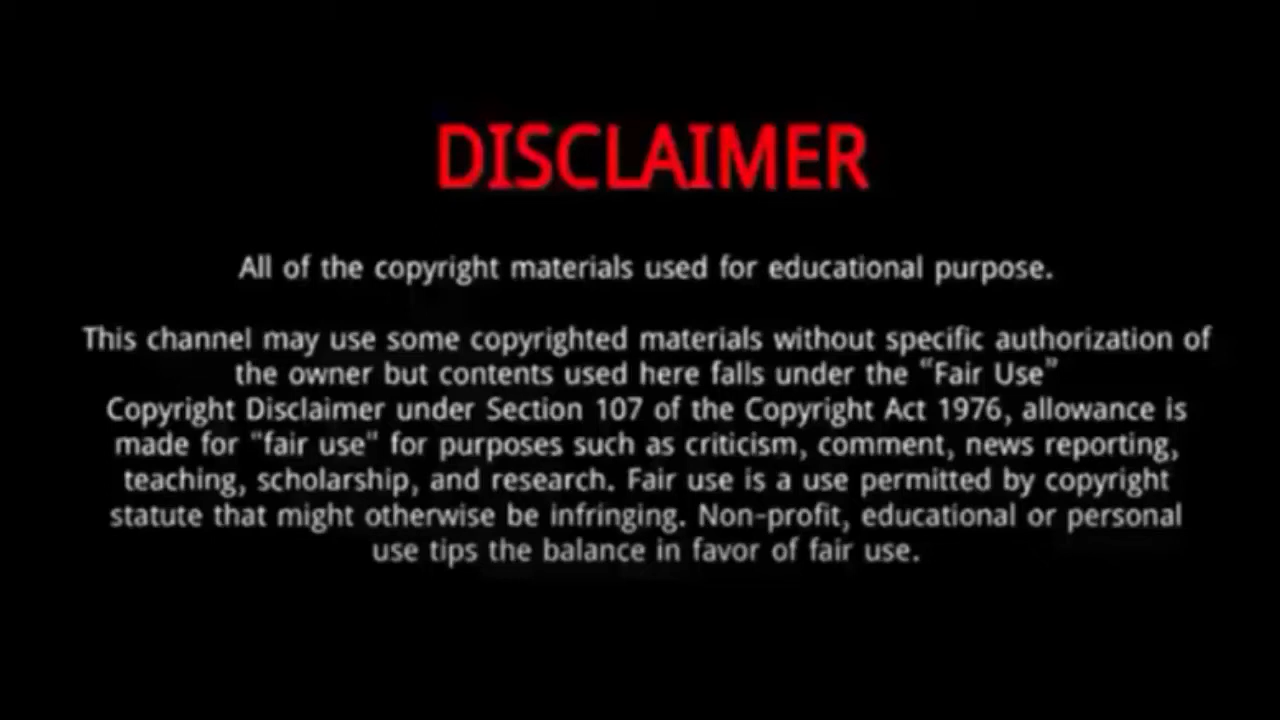 DISCLAIMER
All of the copyright materials used for educational purpose.
This channel may use some copyrighted materials without specific authorization of
the owner but contents used here falls under the “Fair Use”
Copyright Disclaimer under Section 107 of the Copyright Act 1976, allowance is
made for "fair use" for purposes such as criticism, comment, news reporting,
teaching, scholarship, and research. Fair use is a use permitted by copyright
statute that might otherwise be infringing. Non-profit, educational or personal
use tips the balance in favor of fair use.